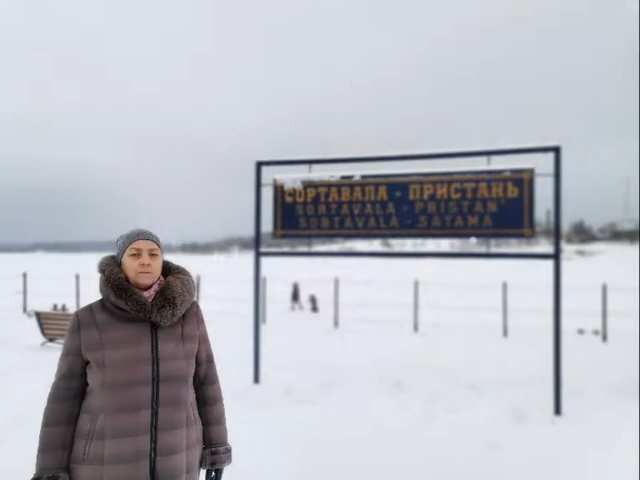 СОРТАВАЛА - ПРИСТАНЬ
SORTAVALA - PRISTAN'
SORTAVALA - SATAMA